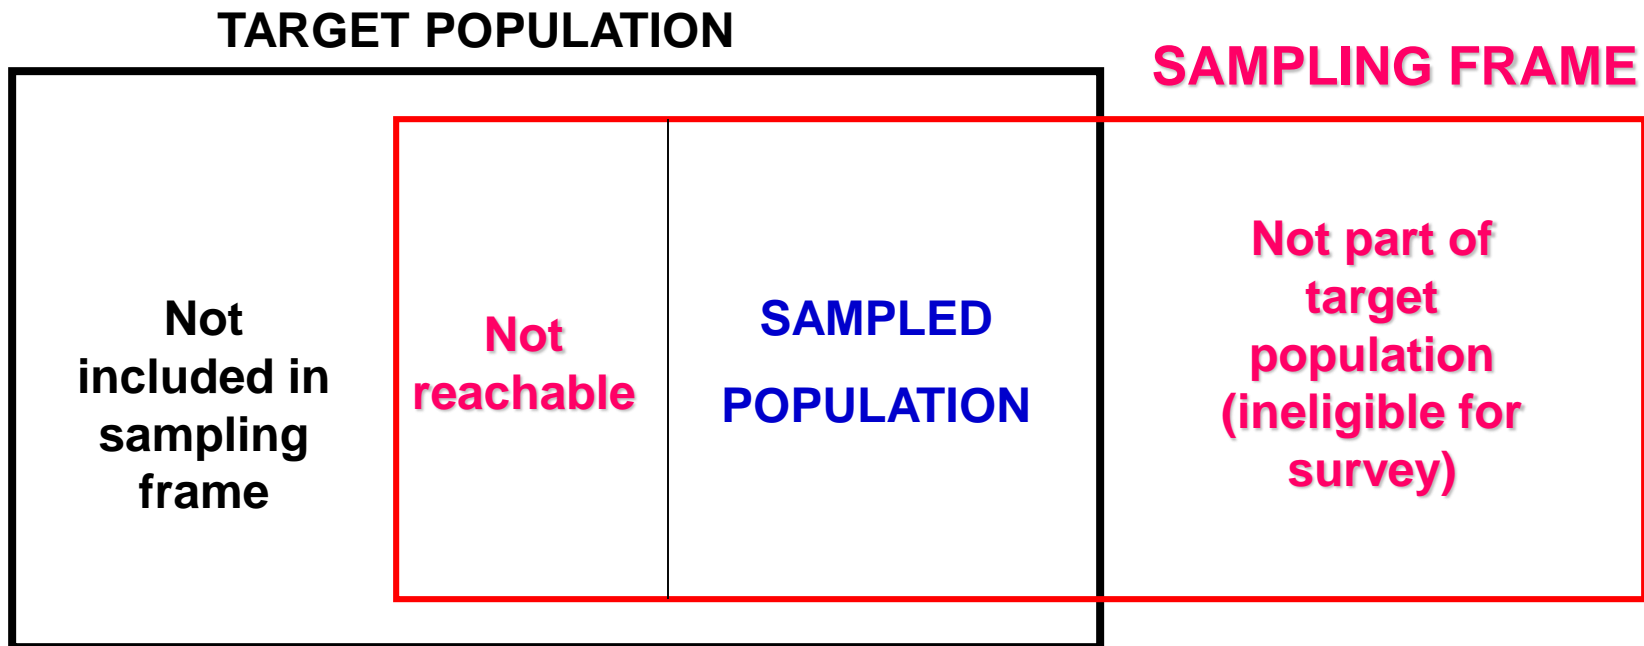 TARGET POPULATION
SAMPLING FRAME
Not
included in
sampling
frame
Not
reachable
SAMPLED
POPULATION
Not part of
target
population
(ineligible for
survey)